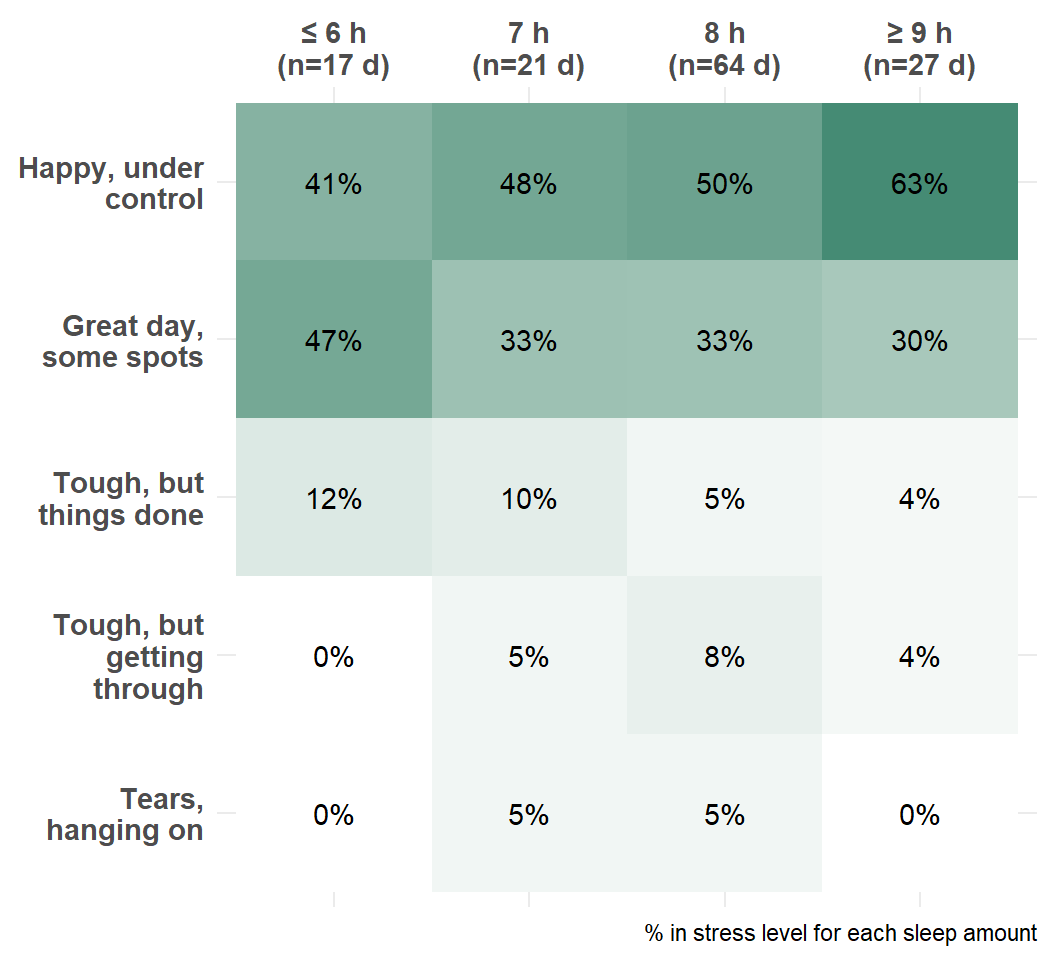 ≤ 6 h 7 h 8 h ≥ 9 h
(n=17 d) (n=21 d) (n=64 d) (n=27 d)
Happy, under
control
41% 48% 50% 63%
Great day,
some spots
47% 33% 33% 30%
Tough, but
things done
12% 10% 5% 4%
Tough, but
getting
through
0% 5% 8% 4%
Tears,
hanging on
0% 5% 5% 0%
% in stress level for each sleep amount